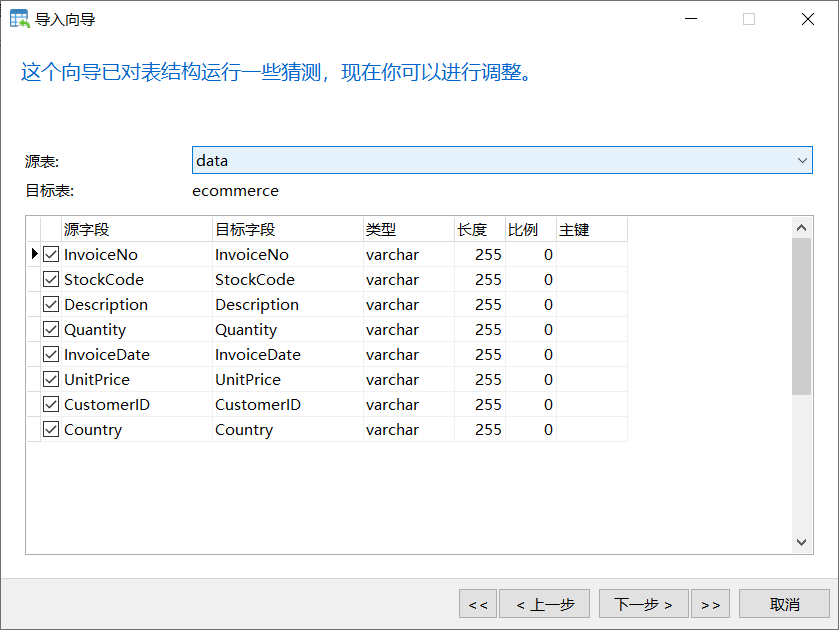 导入向导
这个向导已对表结构运行一些猜测，现在你可以进行调整。
源表: data
目标表: ecommerce
源字段 目标字段 类型 长度 比例 主键
InvoiceNo InvoiceNo varchar 255 0
StockCode StockCode varchar 255 0
Description Description varchar 255 0
Quantity Quantity varchar 255 0
InvoiceDate InvoiceDate varchar 255 0
UnitPrice UnitPrice varchar 255 0
CustomerID CustomerID varchar 255 0
Country Country varchar 255 0
<< < 上一步 下一步 > >> 取消